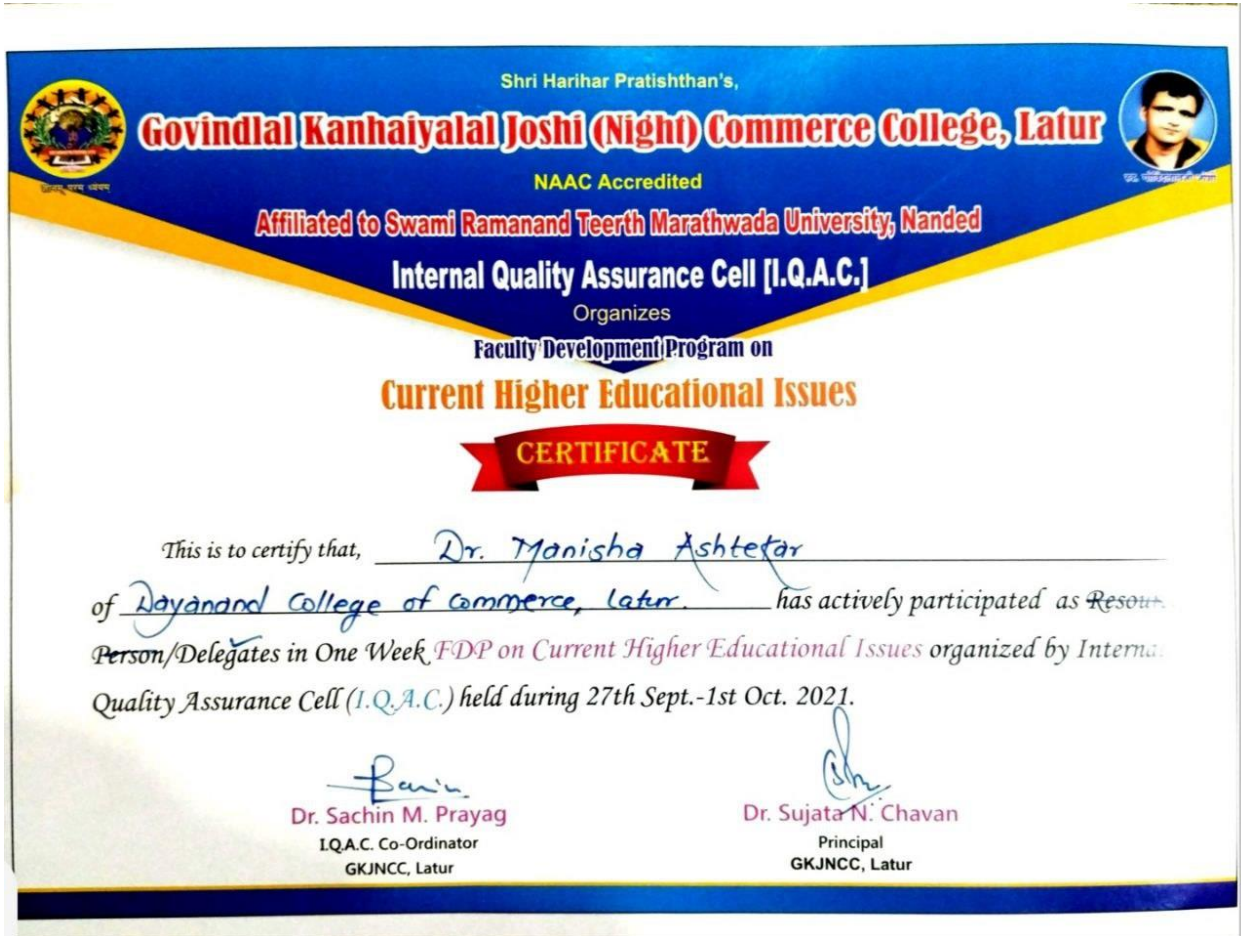 Shri Harihar Pratishthan's,
Govindlal Kanhaiyalal Joshi (Night) Commerce College, Latur
NAAC Accredited
Affiliated to Swami Ramanand Teerth Marathwada University, Nanded
Internal Quality Assurance Cell [I.Q.A.C.]
Organizes
Faculty Development Program on
Current Higher Educational Issues
CERTIFICATE
This is to certify that, Dr. Manisha Ashtekar
of Dayanand College of Commerce, Latur. has actively participated as
Person/Delegates in One Week FDP on Current Higher Educational Issues organized by
Quality Assurance Cell (I.Q.A.C.) held during 27th Sept.-1st Oct. 2021.
Dr. Sachin M. Prayag
I.Q.A.C. Co-Ordinator
GKJNCC, Latur
Dr. Sujata N. Chavan
Principal
GKJNCC, Latur